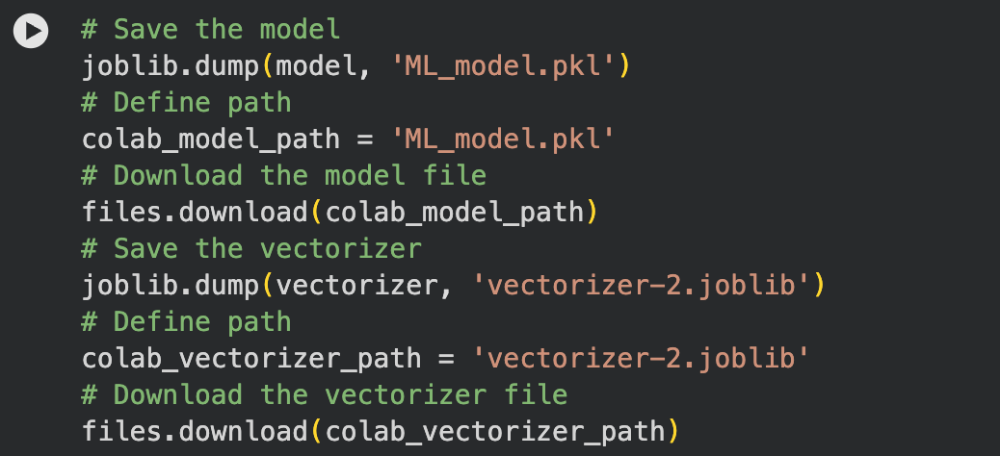 # Save the model
joblib.dump(model, 'ML_model.pkl')
# Define path
colab_model_path = 'ML_model.pkl'
# Download the model file
files.download(colab_model_path)
# Save the vectorizer
joblib.dump(vectorizer, 'vectorizer-2.joblib')
# Define path
colab_vectorizer_path = 'vectorizer-2.joblib'
# Download the vectorizer file
files.download(colab_vectorizer_path)